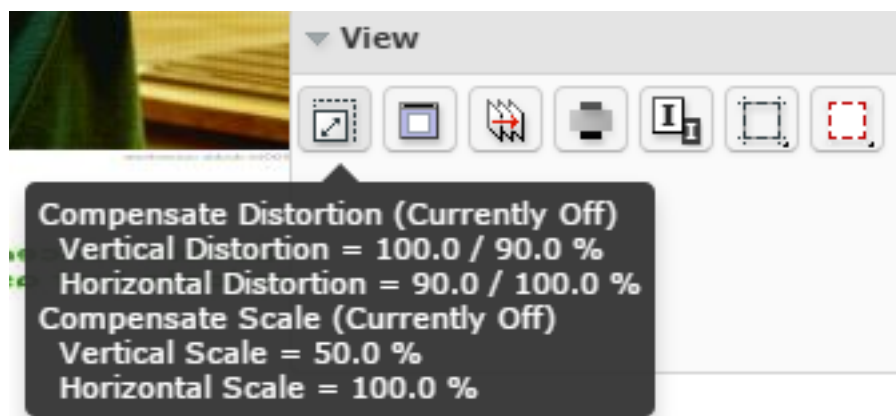 View
Compensate Distortion (Currently Off)
Vertical Distortion = 100.0 / 90.0 %
Horizontal Distortion = 90.0 / 100.0 %
Compensate Scale (Currently Off)
Vertical Scale = 50.0 %
Horizontal Scale = 100.0 %